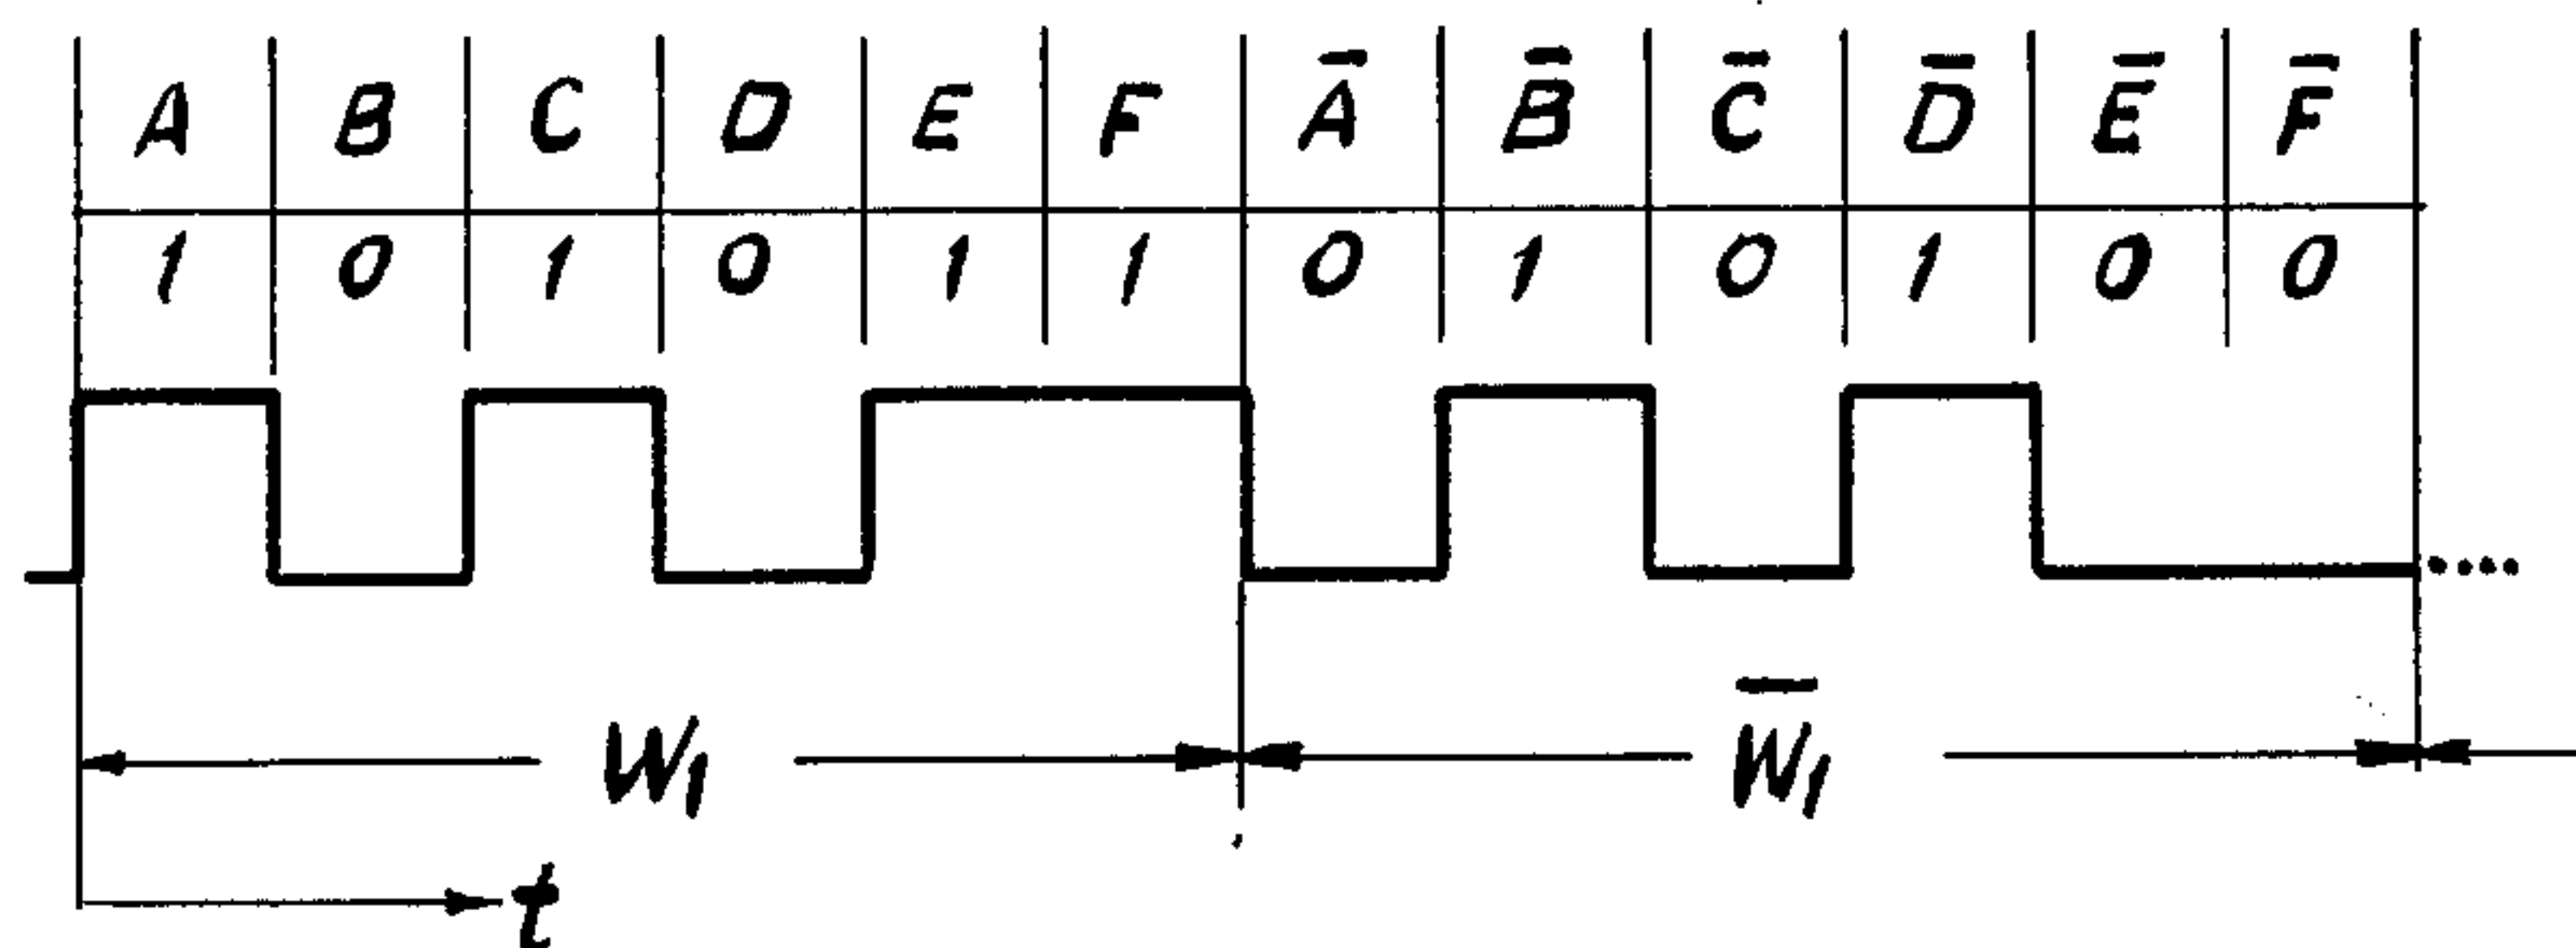 A B C D E F A̅ B̅ C̅ D̅ E̅ F̅
1 0 1 0 1 1 0 1 0 1 0 0
W₁ W̅₁
t